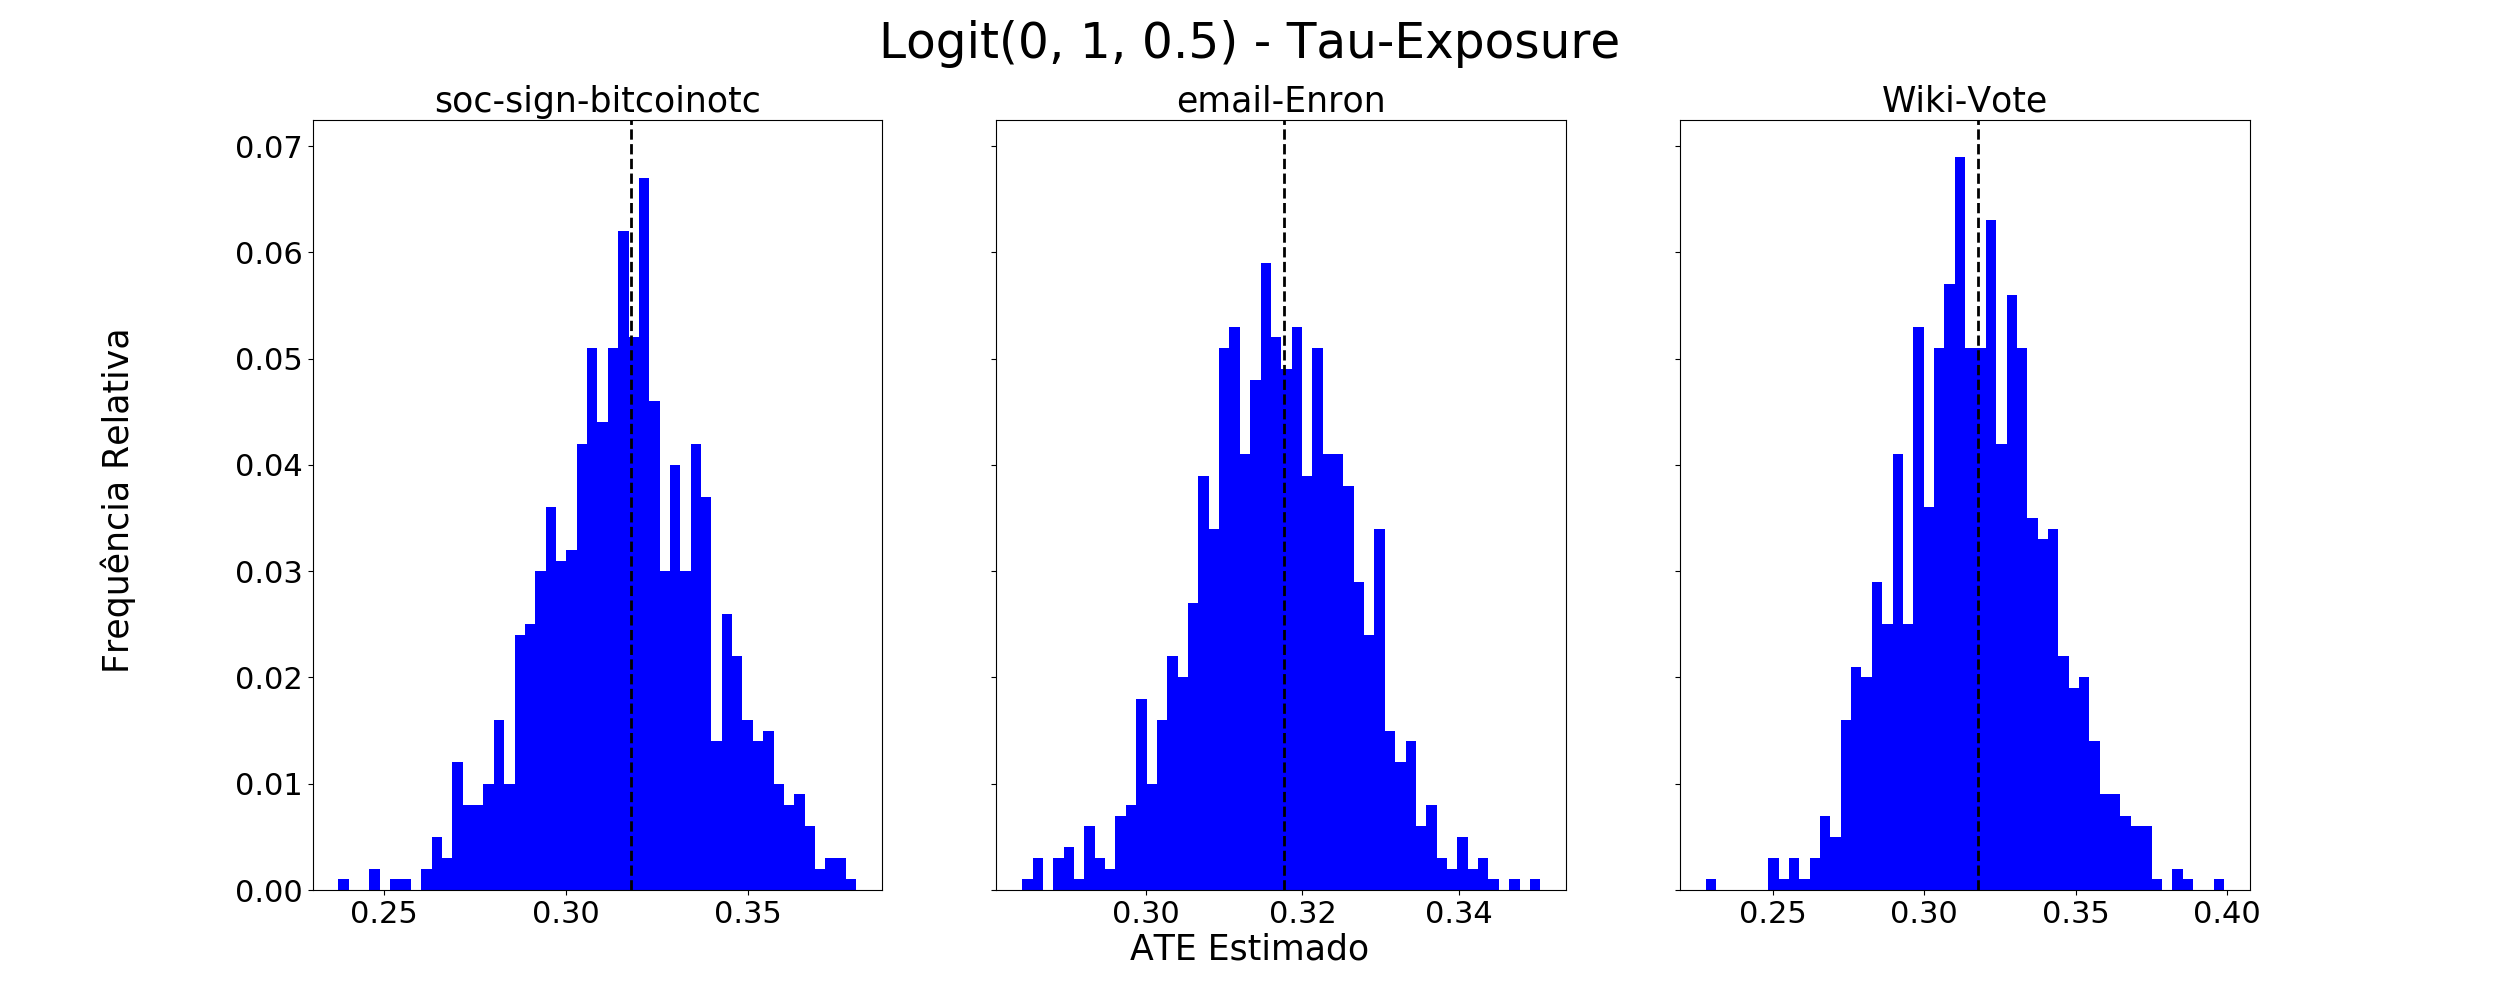 Logit(0, 1, 0.5) - Tau-Exposure
soc-sign-bitcoinotc
email-Enron
Wiki-Vote
Frequência Relativa
0.07
0.06
0.05
0.04
0.03
0.02
0.01
0.00
0.25 0.30 0.35
0.30 0.32 0.34
0.25 0.30 0.35 0.40
ATE Estimado